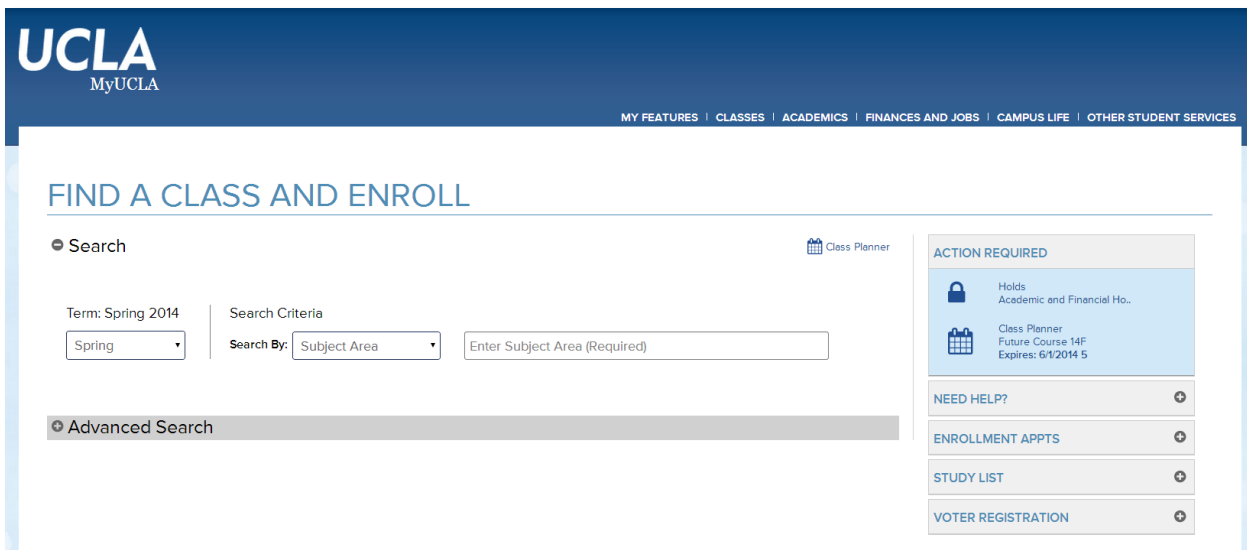 UCLA
MyUCLA
MY FEATURES | CLASSES | ACADEMICS | FINANCES AND JOBS | CAMPUS LIFE | OTHER STUDENT SERVICES
FIND A CLASS AND ENROLL
Search
Class Planner
Term: Spring 2014
Search Criteria
Spring
Search By:
Subject Area
Enter Subject Area (Required)
Advanced Search
ACTION REQUIRED
Holds
Academic and Financial Ho..
Class Planner
Future Course 14F
Expires: 6/1/2014 5
NEED HELP?
ENROLLMENT APPTS
STUDY LIST
VOTER REGISTRATION